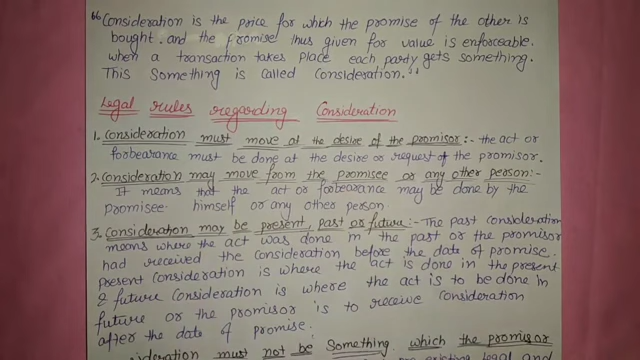 “Consideration is the price for which the promise of the other is
bought. and the promise thus given for value is enforceable.
when a transaction takes place each party gets something.
This something is called Consideration.”
Legal rules regarding Consideration
1. Consideration must move at the desire of the promisor:- the act or
forbearance must be done at the desire or request of the promisor.
2. Consideration may move from the promisee or any other person:-
It means that the act or forbearance may be done by the
promisee himself or any other person
3. Consideration may be present, past or future:- The past consideration
means where the act was done in the past or the promisor
had received the consideration before the date of promise.
present Consideration is where the act is done in the present
& future Consideration is where the act is to be done in
future or the promisor is to receive consideration
after the date of promise.
Consideration must not be Something which the promisor
existing legal and